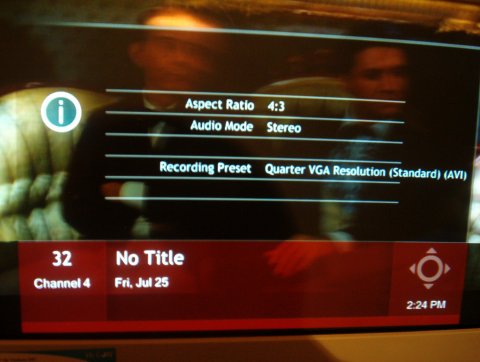 Aspect Ratio 4:3
Audio Mode Stereo
Recording Preset Quarter VGA Resolution (Standard) (AVI)
32 No Title
Channel 4 Fri, Jul 25
2:24 PM